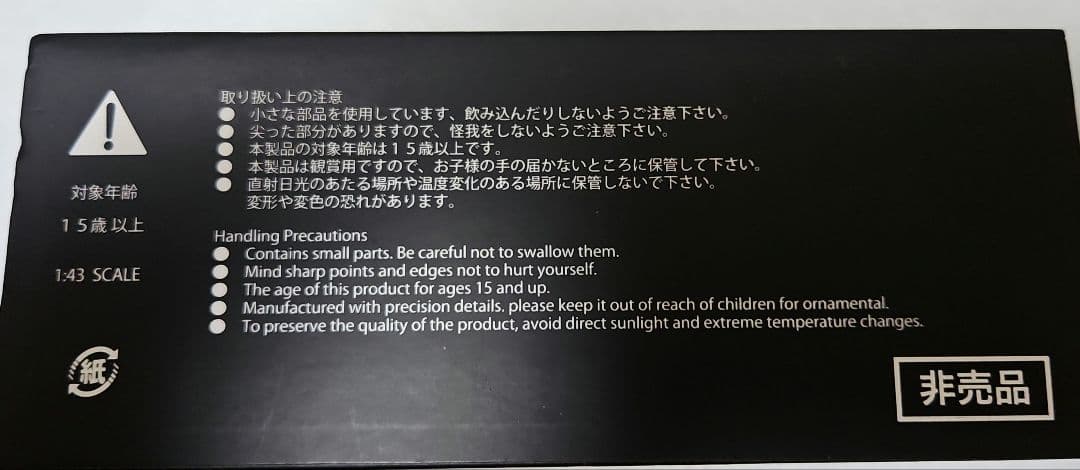 取り扱い上の注意
● 小さな部品を使用しています、飲み込んだりしないようご注意下さい。
● 尖った部分がありますので、怪我をしないようご注意下さい。
● 本製品の対象年齢は１５歳以上です。
● 本製品は観賞用ですので、お子様の手の届かないところに保管して下さい。
● 直射日光のあたる場所や温度変化のある場所に保管しないで下さい。
変形や変色の恐れがあります。
対象年齢
１５歳以上
1:43 SCALE
Handling Precautions
● Contains small parts. Be careful not to swallow them.
● Mind sharp points and edges not to hurt yourself.
● The age of this product for ages 15 and up.
● Manufactured with precision details. please keep it out of reach of children for ornamental.
● To preserve the quality of the product, avoid direct sunlight and extreme temperature changes.
紙
非売品